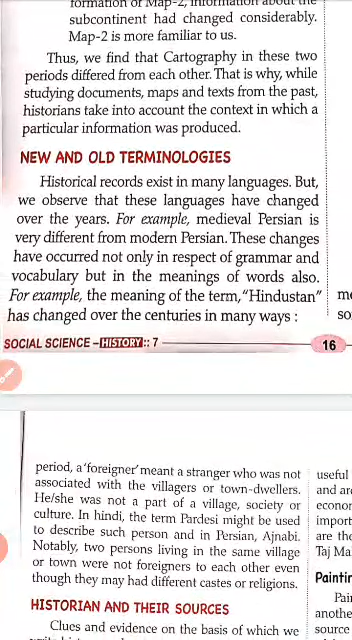 formation of Map-2, information about the
subcontinent had changed considerably.
Map-2 is more familiar to us.
Thus, we find that Cartography in these two
periods differed from each other. That is why, while
studying documents, maps and texts from the past,
historians take into account the context in which a
particular information was produced.
NEW AND OLD TERMINOLOGIES
Historical records exist in many languages. But,
we observe that these languages have changed
over the years. For example, medieval Persian is
very different from modern Persian. These changes
have occurred not only in respect of grammar and
vocabulary but in the meanings of words also.
For example, the meaning of the term, "Hindustan"
has changed over the centuries in many ways :
SOCIAL SCIENCE –HISTORY :: 7
16
period, a 'foreigner' meant a stranger who was not
associated with the villagers or town-dwellers.
He/she was not a part of a village, society or
culture. In hindi, the term Pardesi might be used
to describe such person and in Persian, Ajnabi.
Notably, two persons living in the same village
or town were not foreigners to each other even
though they may had different castes or religions.
HISTORIAN AND THEIR SOURCES
Clues and evidence on the basis of which we
useful
and
import
are
Taj
source